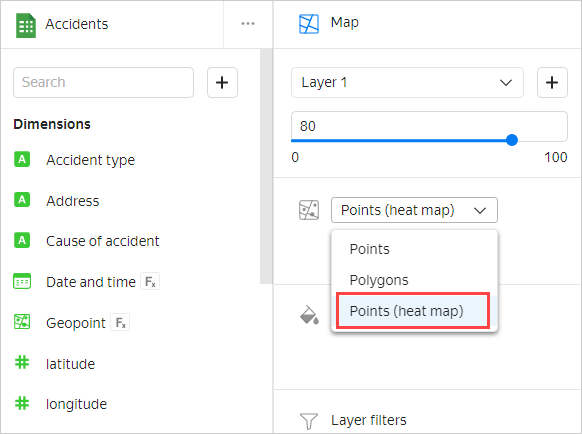 Accidents
Search
Dimensions
A Accident type
A Address
A Cause of accident
Date and time Fx
Geopoint Fx
latitude
longitude
Map
Layer 1
80
0 100
Points (heat map)
Points
Polygons
Points (heat map)
Layer filters